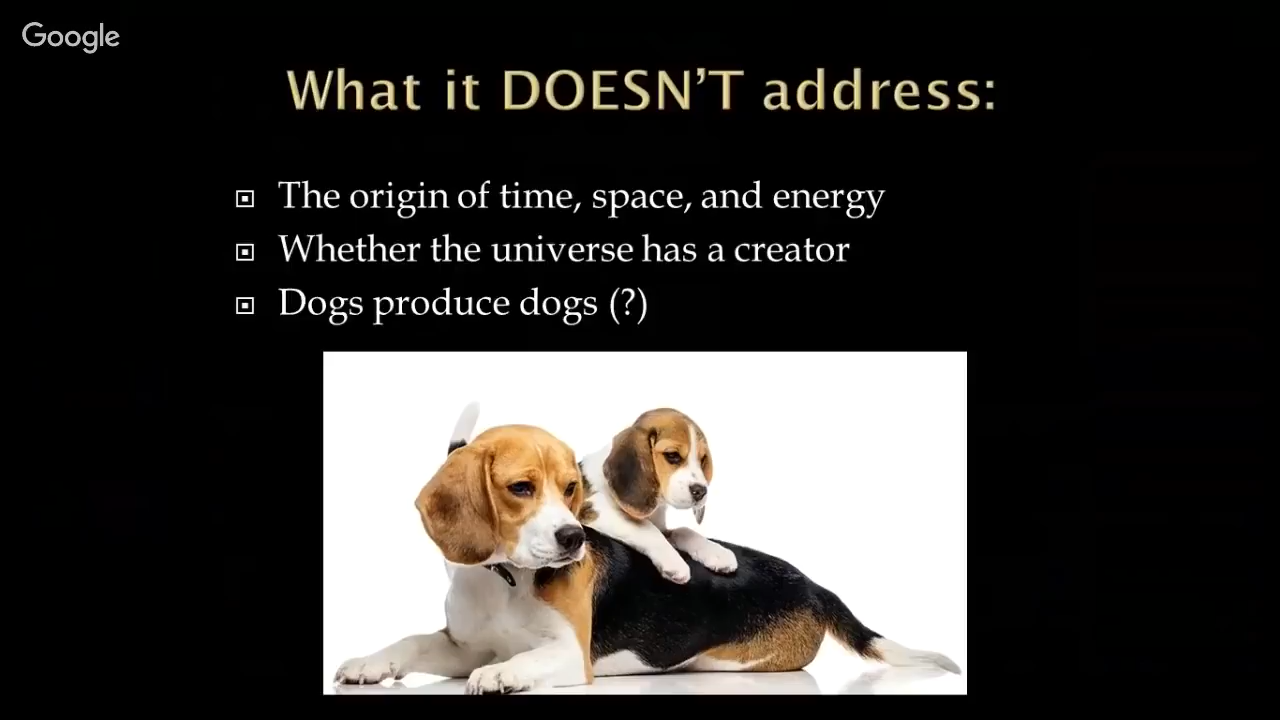 Google
What it DOESN'T address:
The origin of time, space, and energy
Whether the universe has a creator
Dogs produce dogs (?)